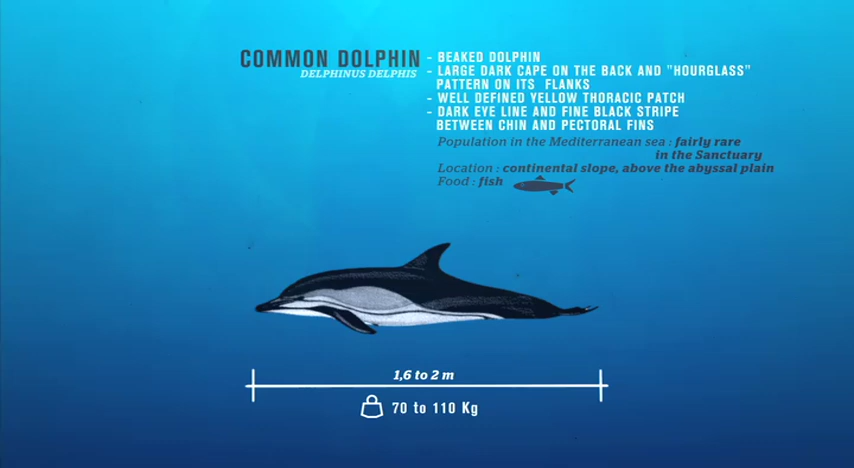 COMMON DOLPHIN
DELPHINUS DELPHIS
- BEAKED DOLPHIN
- LARGE DARK CAPE ON THE BACK AND "HOURGLASS"
PATTERN ON ITS FLANKS
- WELL DEFINED YELLOW THORACIC PATCH
- DARK EYE LINE AND FINE BLACK STRIPE
BETWEEN CHIN AND PECTORAL FINS
Population in the Mediterranean sea : fairly rare
in the Sanctuary
Location : continental slope, above the abyssal plain
Food : fish
1,6 to 2 m
70 to 110 Kg